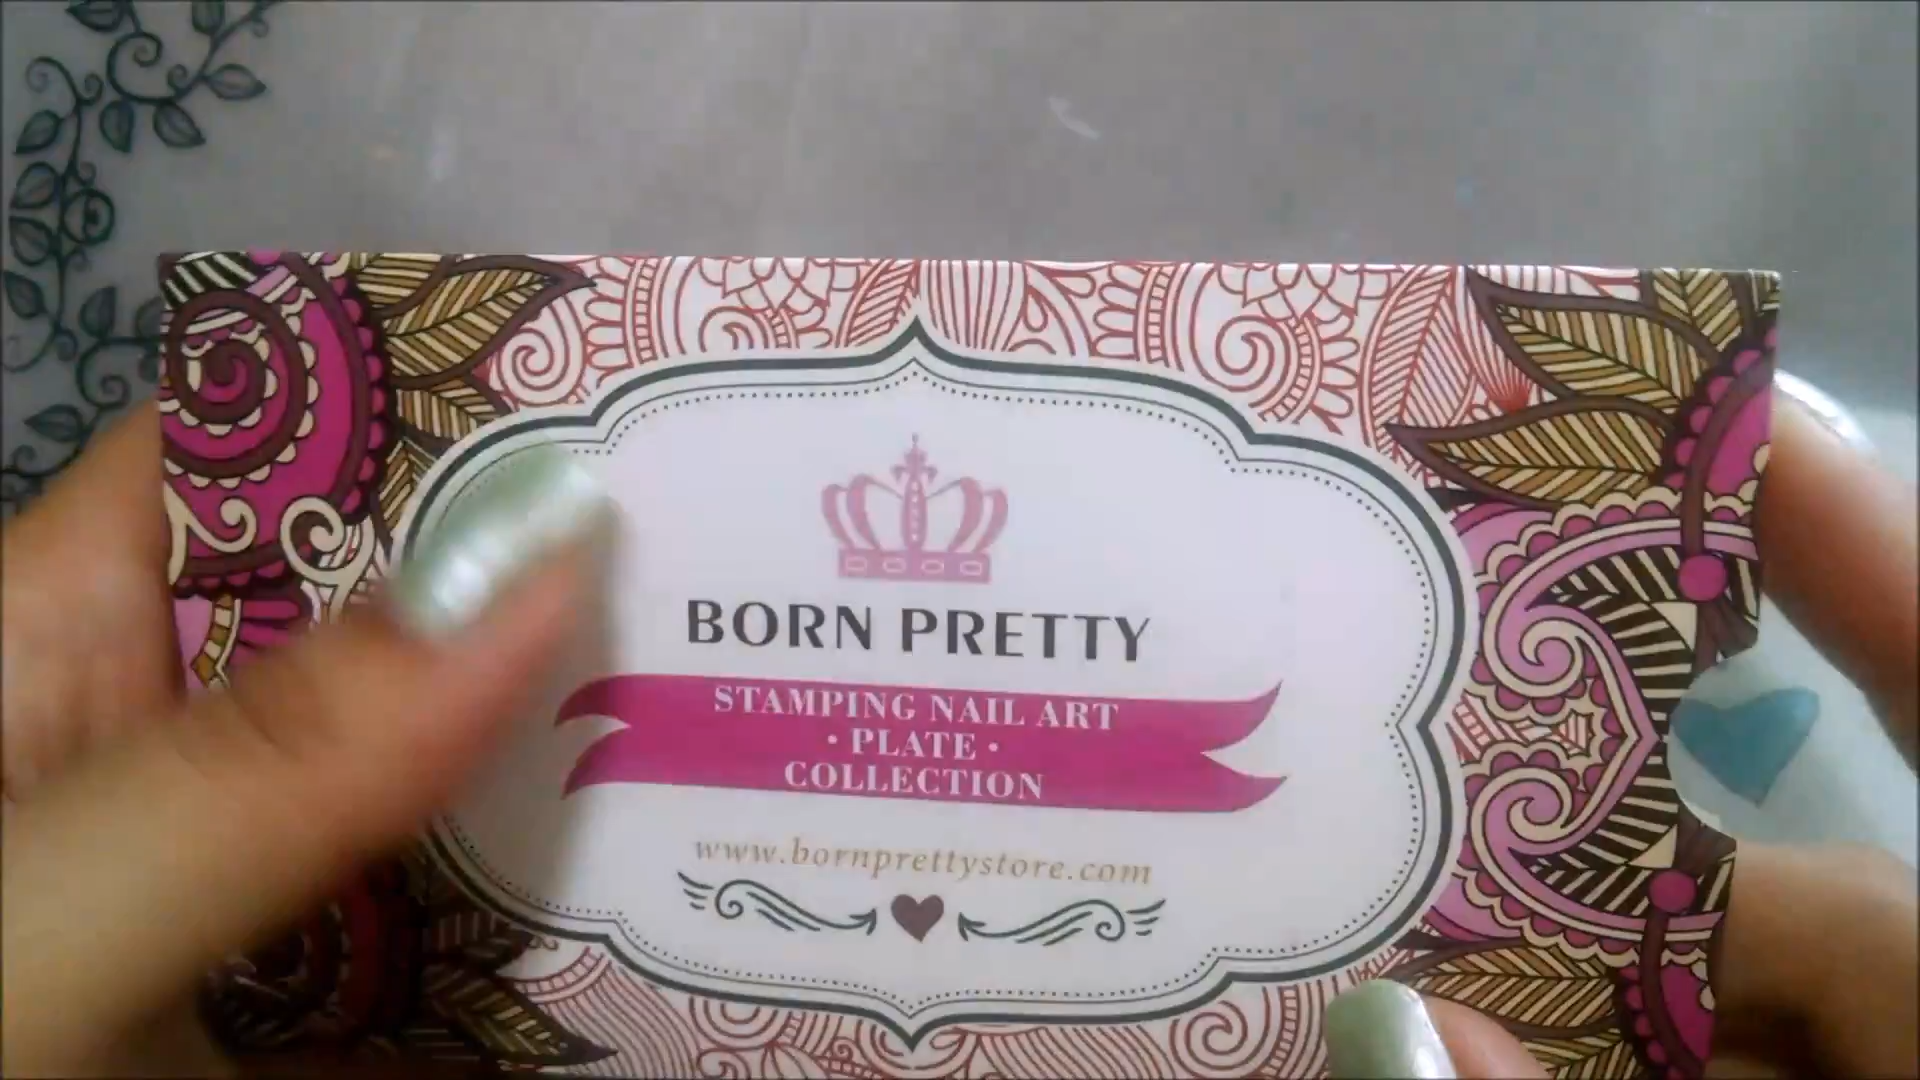 BORN PRETTY
STAMPING NAIL ART
• PLATE •
COLLECTION
www.bornprettystore.com